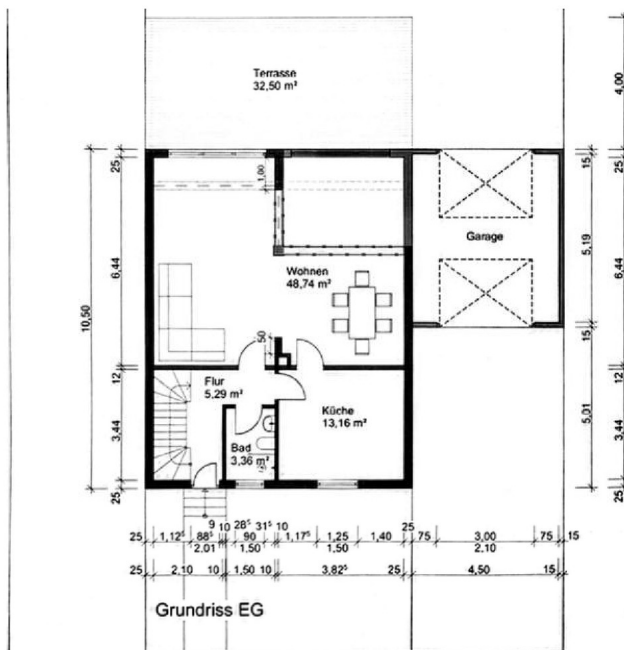 Terrasse
32,50 m²
4,00
25
1,00
15
25
Garage
5,19
6,44
Wohnen
48,74 m²
6,44
10,50
50
15
12
12
Flur
5,29 m²
Küche
13,16 m²
5,01
3,44
3,44
Bad
3,36 m²
25
25
9 10 28⁵ 31⁵ 10
25
25 1,12⁵ 88⁵ 90 1,17⁵ 1,25 1,40 75 3,00 75 15
2.01 1,50 1,50 2,10
25 2,10 10 1,50 10 3,82⁵ 25 4,50 15
Grundriss EG